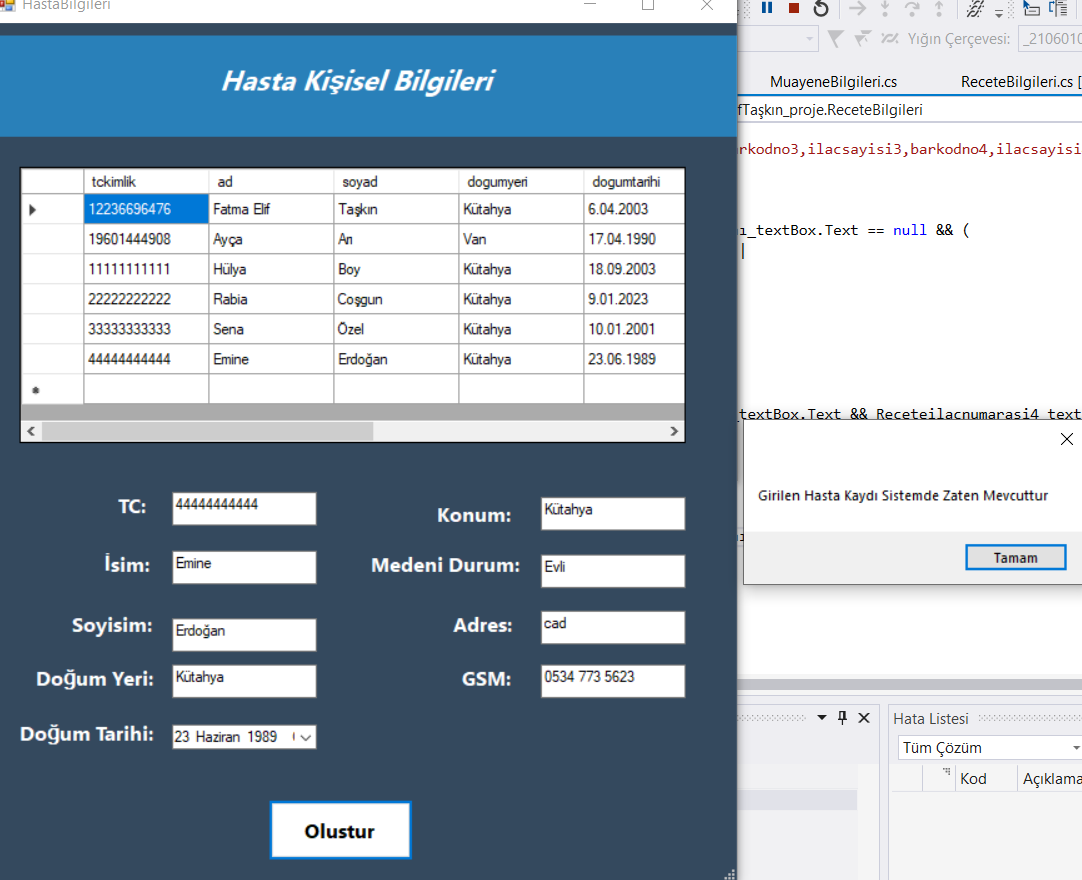 HastaBilgileri
Hasta Kişisel Bilgileri
tckimlik ad soyad dogumyeri dogumtarihi
12236696476 Fatma Elif Taşkın Kütahya 6.04.2003
19601444908 Ayça Arı Van 17.04.1990
11111111111 Hülya Boy Kütahya 18.09.2003
22222222222 Rabia Coşgun Kütahya 9.01.2023
33333333333 Sena Özel Kütahya 10.01.2001
44444444444 Emine Erdoğan Kütahya 23.06.1989
TC: 44444444444
İsim: Emine
Soyisim: Erdoğan
Doğum Yeri: Kütahya
Doğum Tarihi: 23 Haziran 1989
Konum: Kütahya
Medeni Durum: Evli
Adres: cad
GSM: 0534 773 5623
Olustur
Yığın Çerçevesi: _2106010
MuayeneBilgileri.cs ReceteBilgileri.cs [
fTaşkın_proje.ReceteBilgileri
rkodno3,ilacsayisi3,barkodno4,ilacsayisi
ı_textBox.Text == null && (
_textBox.Text && Receteilacnumarasi4_text
Girilen Hasta Kaydı Sistemde Zaten Mevcuttur
Tamam
Hata Listesi
Tüm Çözüm
Kod Açıklama